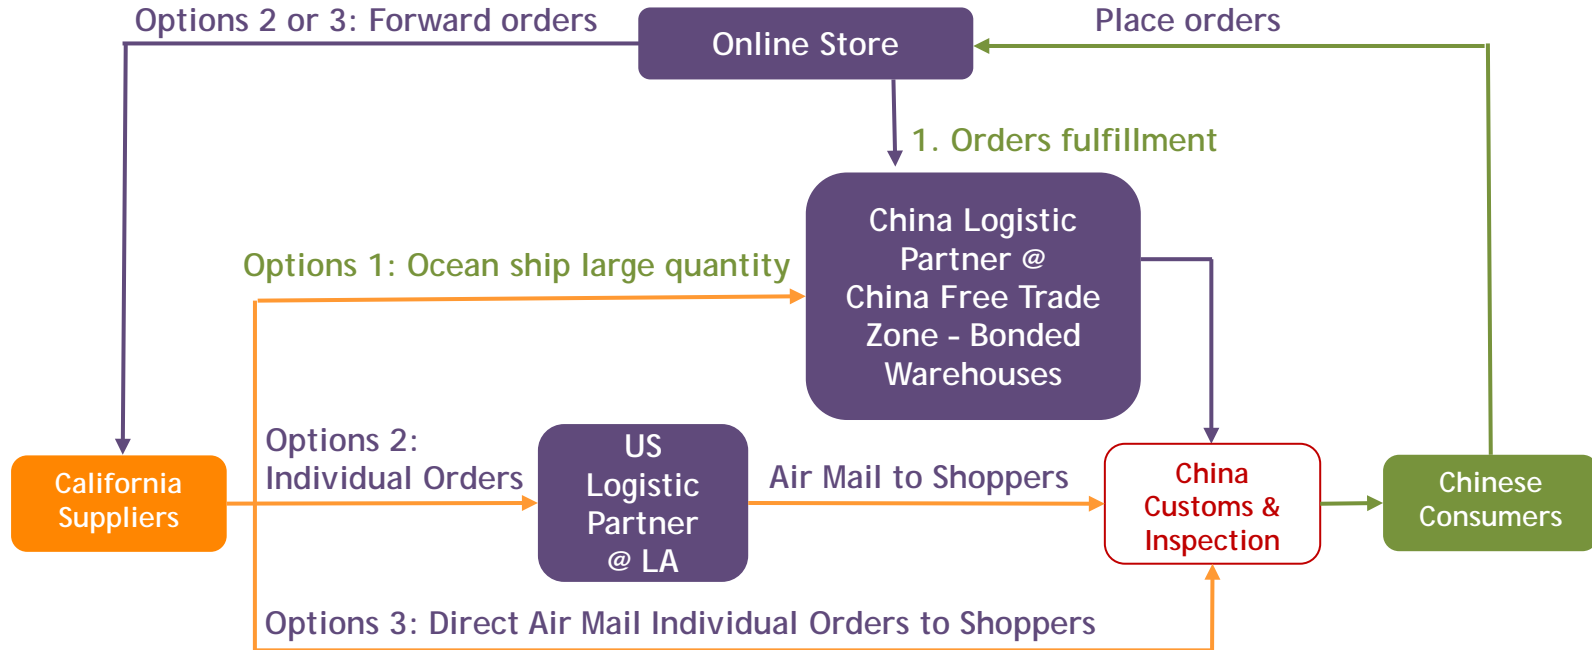 Options 2 or 3: Forward orders
Online Store
Place orders
1. Orders fulfillment
China Logistic
Partner @
China Free Trade
Zone – Bonded
Warehouses
Options 1: Ocean ship large quantity
Options 2:
Individual Orders
US
Logistic
Partner
@ LA
Air Mail to Shoppers
California
Suppliers
China
Customs &
Inspection
Chinese
Consumers
Options 3: Direct Air Mail Individual Orders to Shoppers